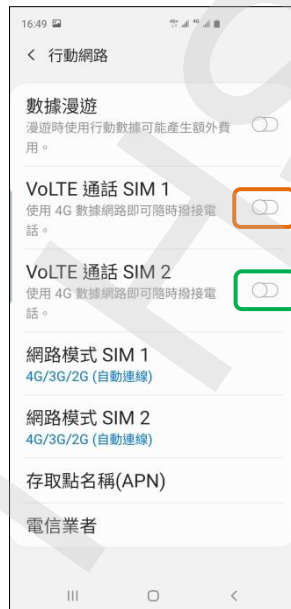 16:49
行動網路
數據漫遊
漫遊時使用行動數據可能產生額外費
用。
VoLTE 通話 SIM 1
使用 4G 數據網路即可隨時撥接電
話。
VoLTE 通話 SIM 2
使用 4G 數據網路即可隨時撥接電
話。
網路模式 SIM 1
4G/3G/2G (自動連線)
網路模式 SIM 2
4G/3G/2G (自動連線)
存取點名稱(APN)
電信業者